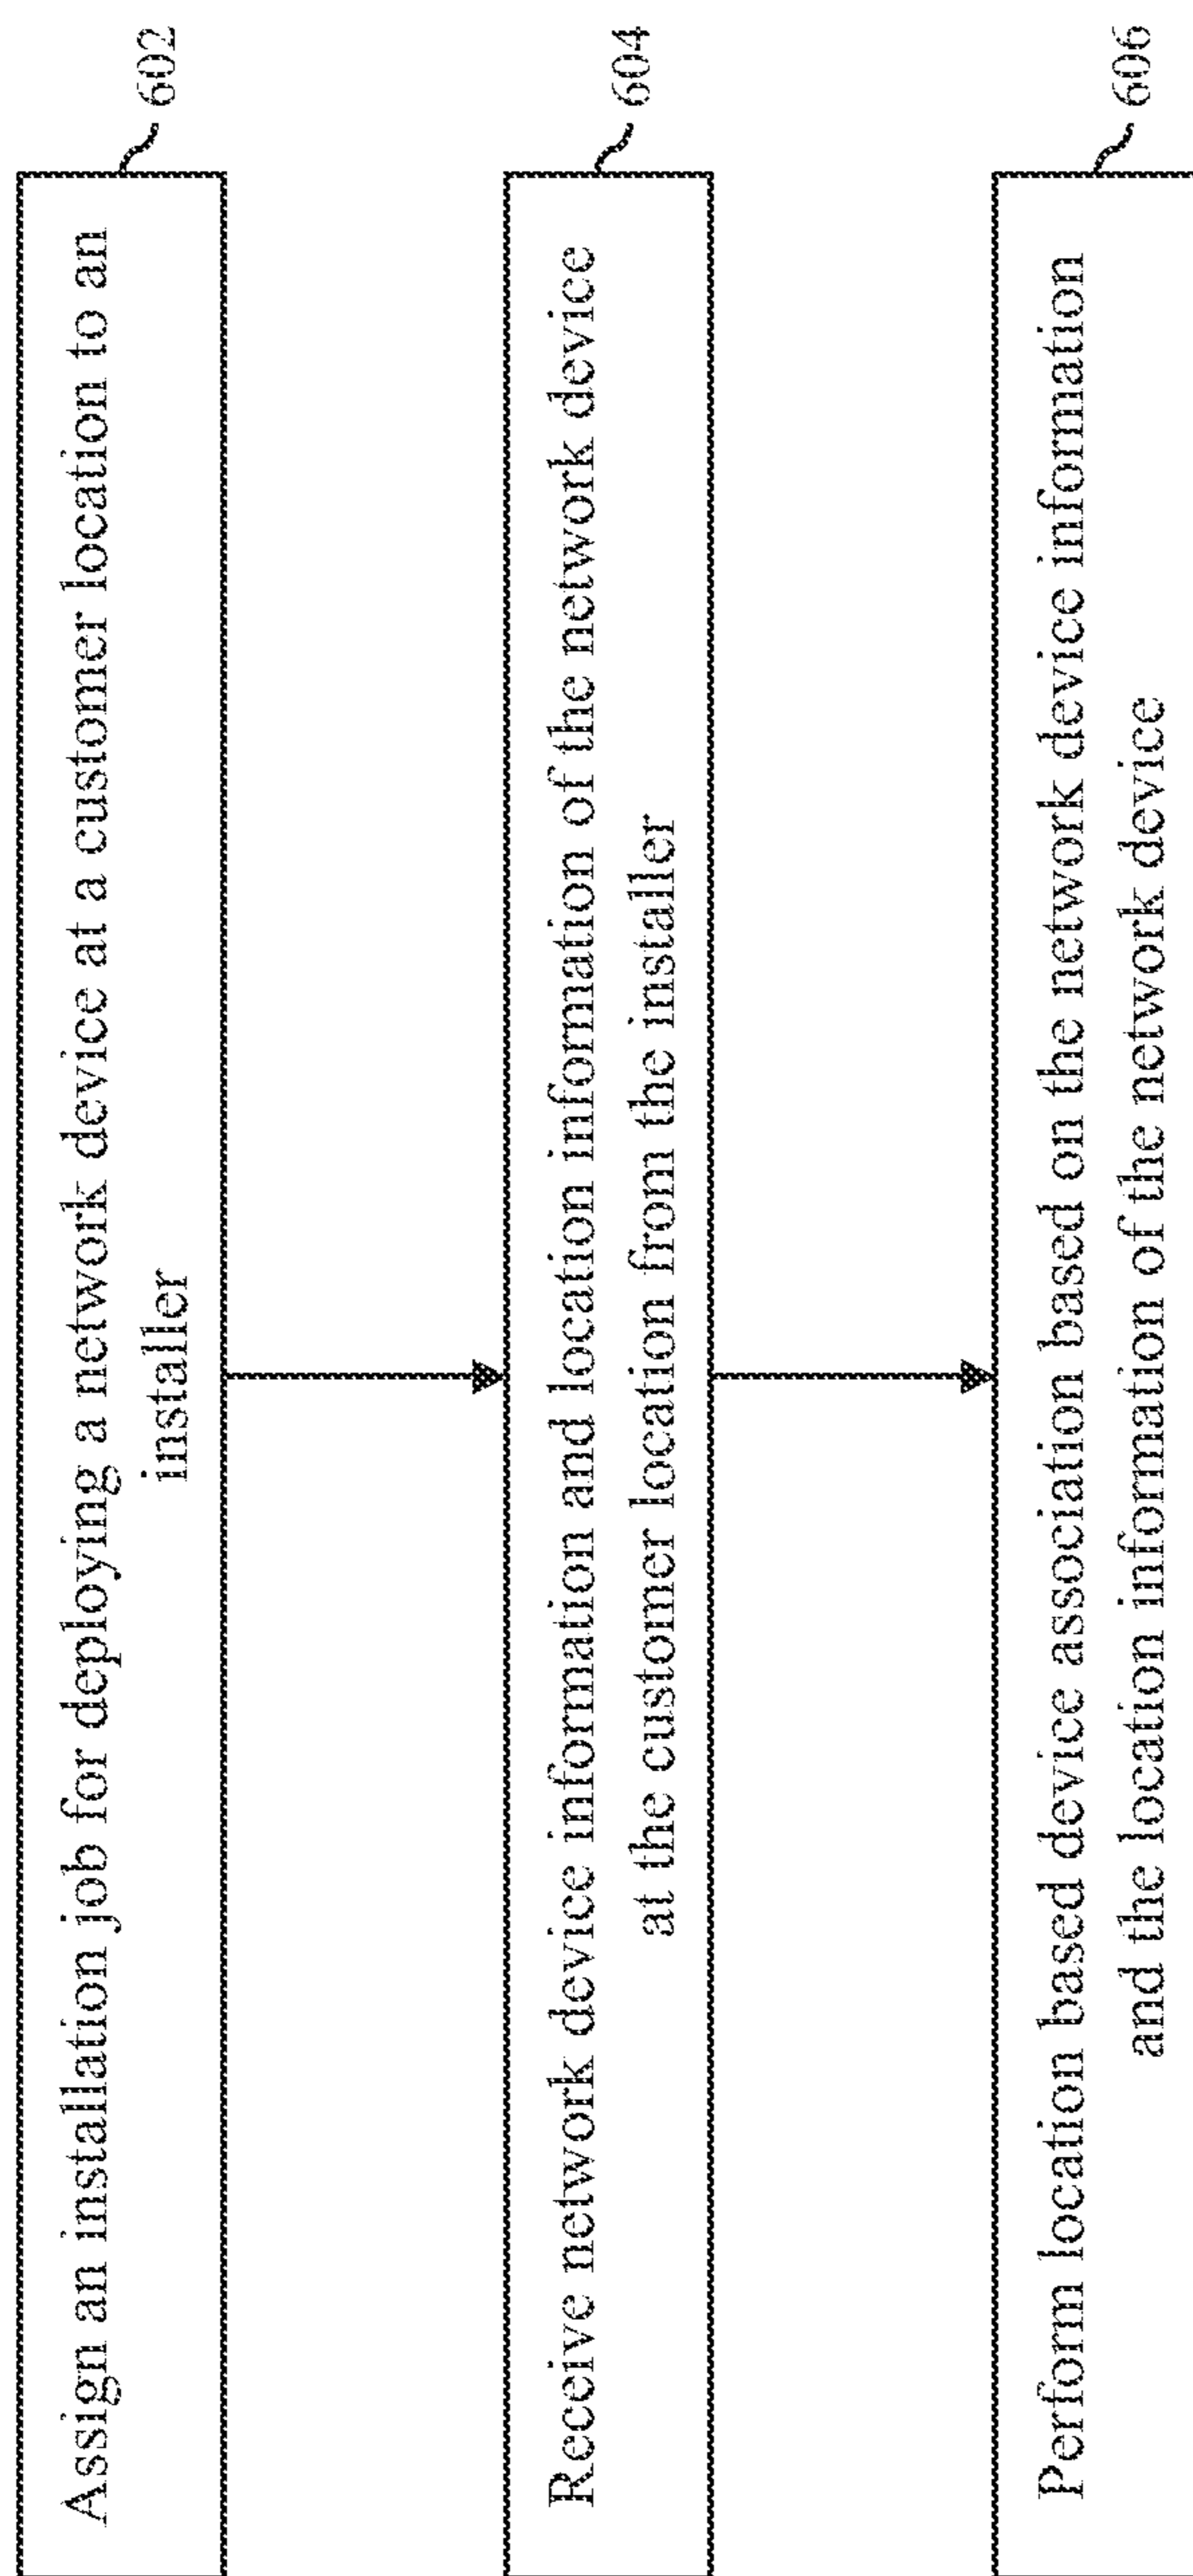 Assign an installation job for deploying a network device at a customer location to an
installer
602
Receive network device information and location information of the network device
at the customer location from the installer
604
Perform location based device association based on the network device information
and the location information of the network device
606